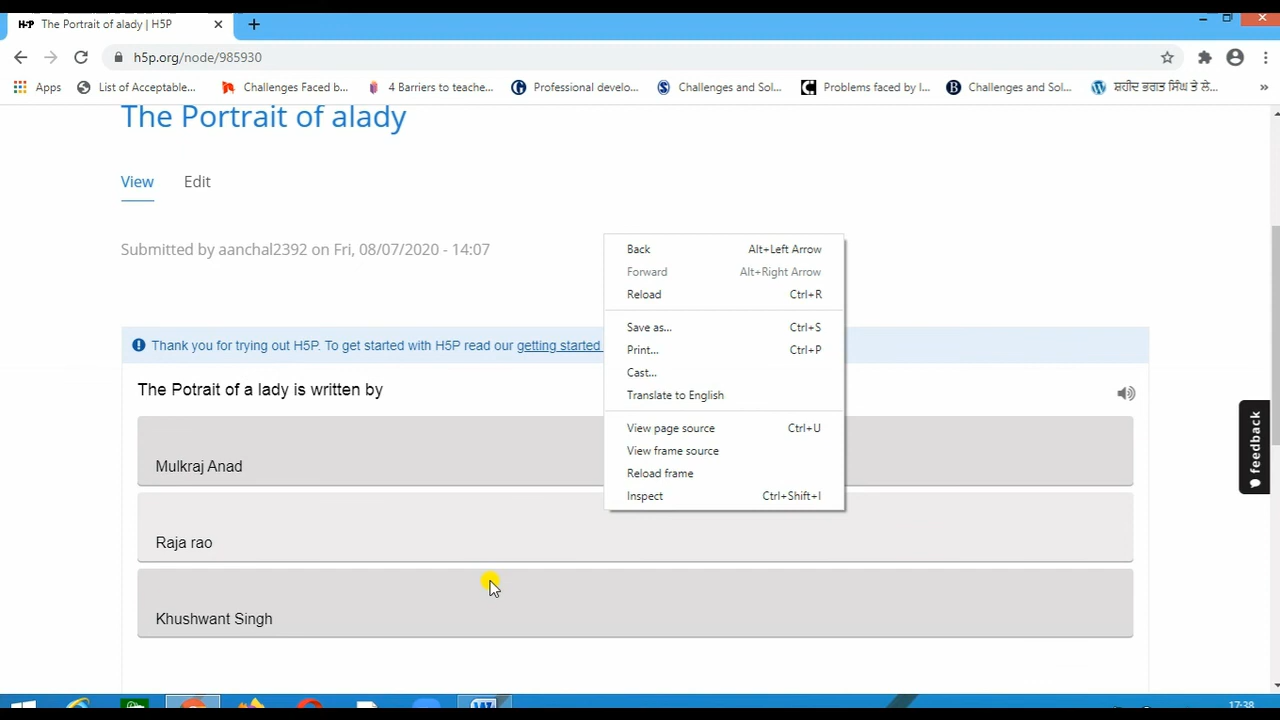 H-P The Portrait of alady | H5P
h5p.org/node/985930
Apps List of Acceptable... Challenges Faced b... 4 Barriers to teache... Professional develo... Challenges and Sol... Problems faced by l... Challenges and Sol... ਸ਼ਹੀਦ ਭਗਤ ਸਿੰਘ ਤੇ ਲੇ... »
The Portrait of alady
View Edit
Submitted by aanchal2392 on Fri, 08/07/2020 - 14:07
Back Alt+Left Arrow
Forward Alt+Right Arrow
Reload Ctrl+R
Save as... Ctrl+S
Print... Ctrl+P
Cast...
Translate to English
View page source Ctrl+U
View frame source
Reload frame
Inspect Ctrl+Shift+I
Thank you for trying out H5P. To get started with H5P read our getting started
The Potrait of a lady is written by
Mulkraj Anad
Raja rao
Khushwant Singh
feedback
17:38